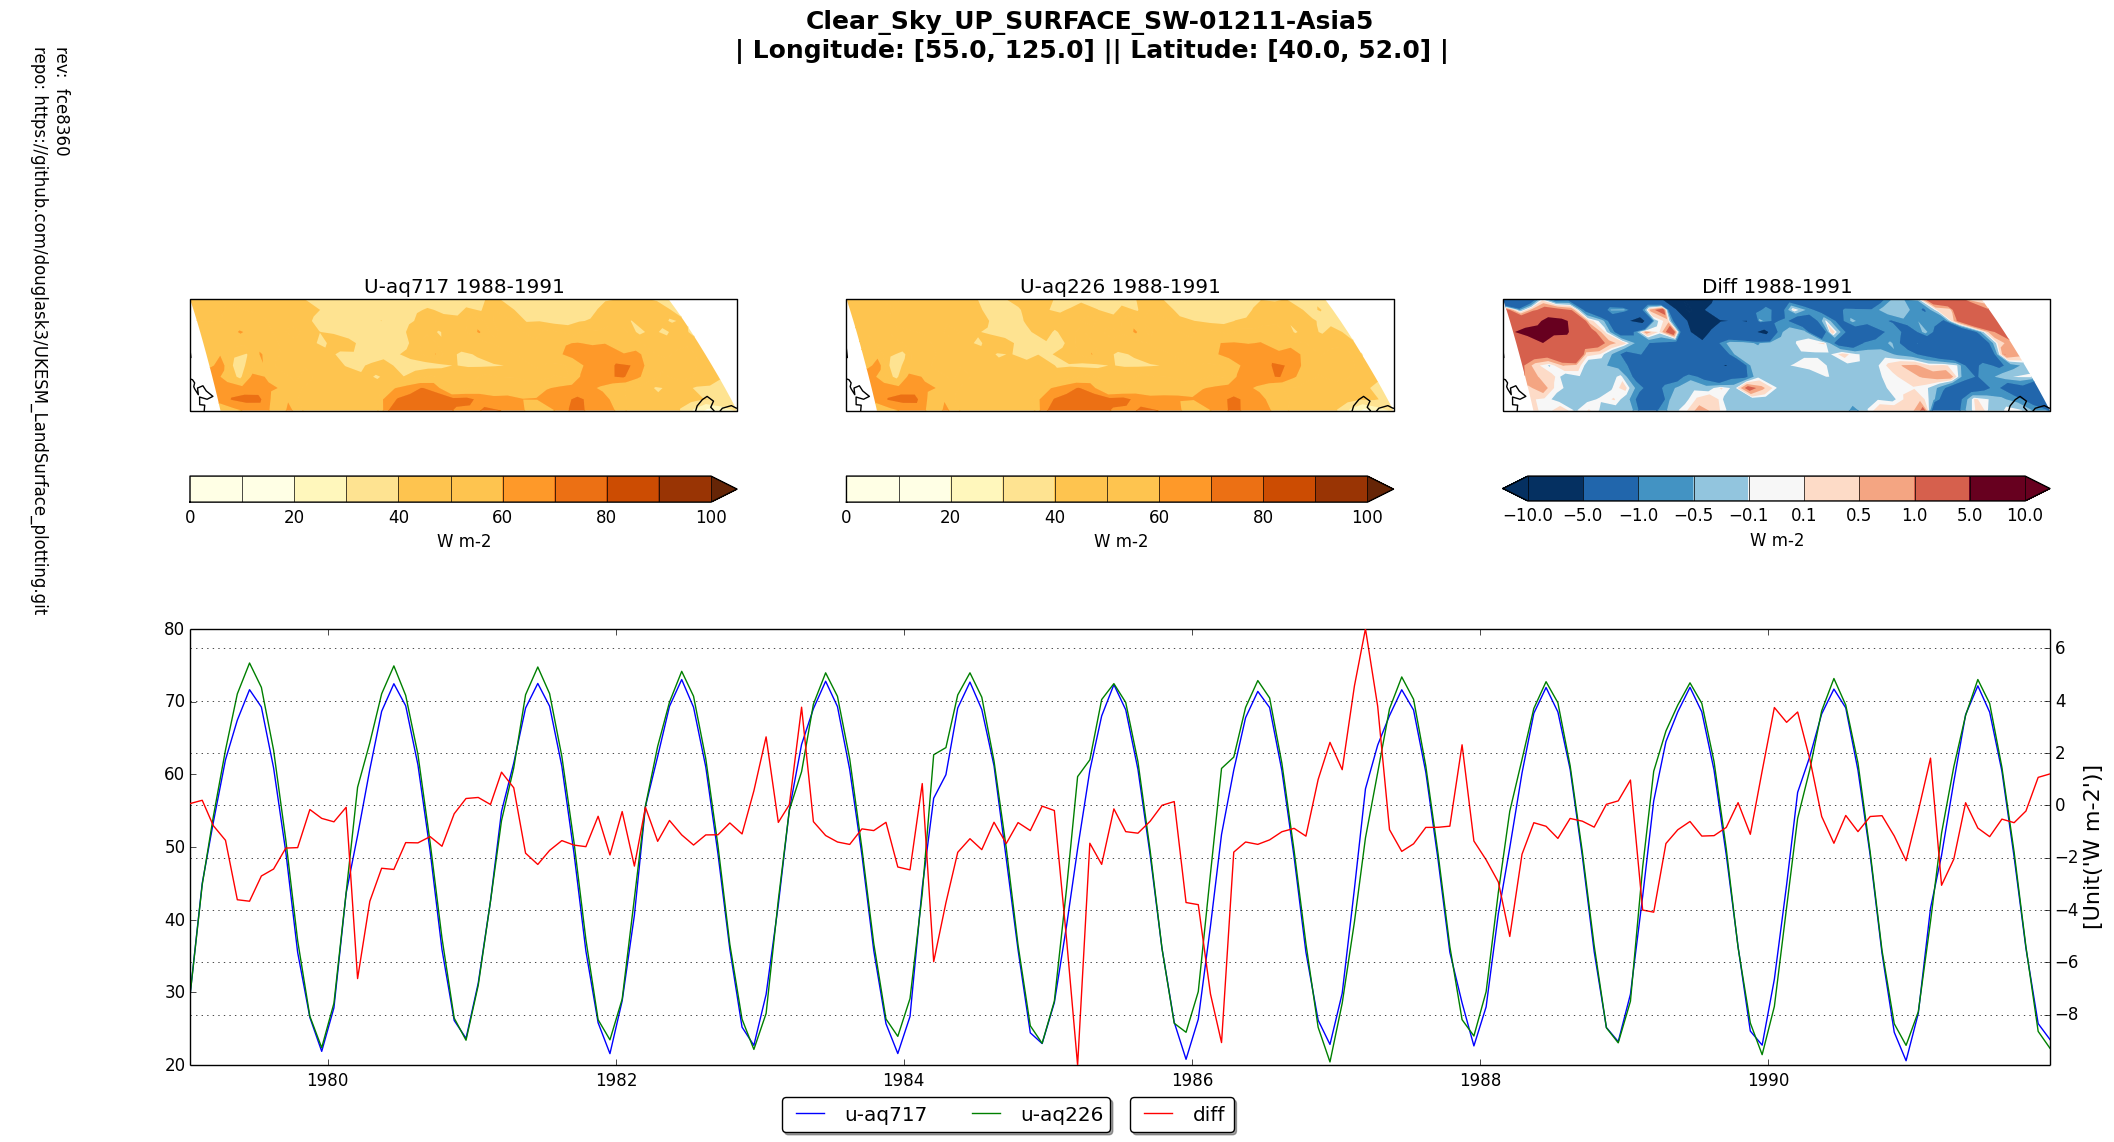 Clear_Sky_UP_SURFACE_SW-01211-Asia5
| Longitude: [55.0, 125.0] || Latitude: [40.0, 52.0] |
rev: fce8360
repo: https://github.com/douglask3/UKESM_LandSurface_plotting.git
U-aq717 1988-1991
0 20 40 60 80 100
W m-2
U-aq226 1988-1991
0 20 40 60 80 100
W m-2
Diff 1988-1991
−10.0 −5.0 −1.0 −0.5 −0.1 0.1 0.5 1.0 5.0 10.0
W m-2
80
70
60
50
40
30
20
6
4
2
0
−2
−4
−6
−8
[Unit('W m-2')]
1980 1982 1984 1986 1988 1990
u-aq717 u-aq226 diff